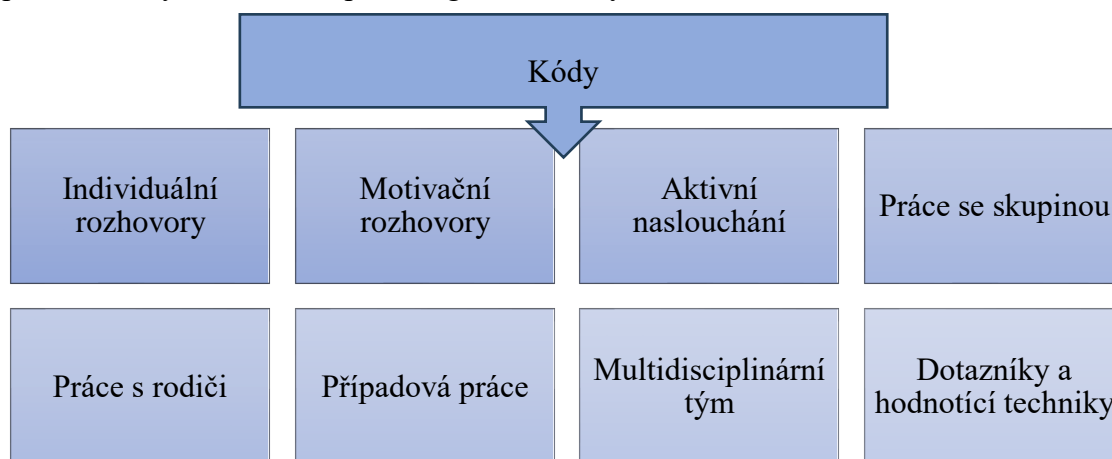 Kódy
Individuální
rozhovory
Motivační
rozhovory
Aktivní
naslouchání
Práce se skupinou
Práce s rodiči
Případová práce
Multidisciplinární
tým
Dotazníky a
hodnotící techniky